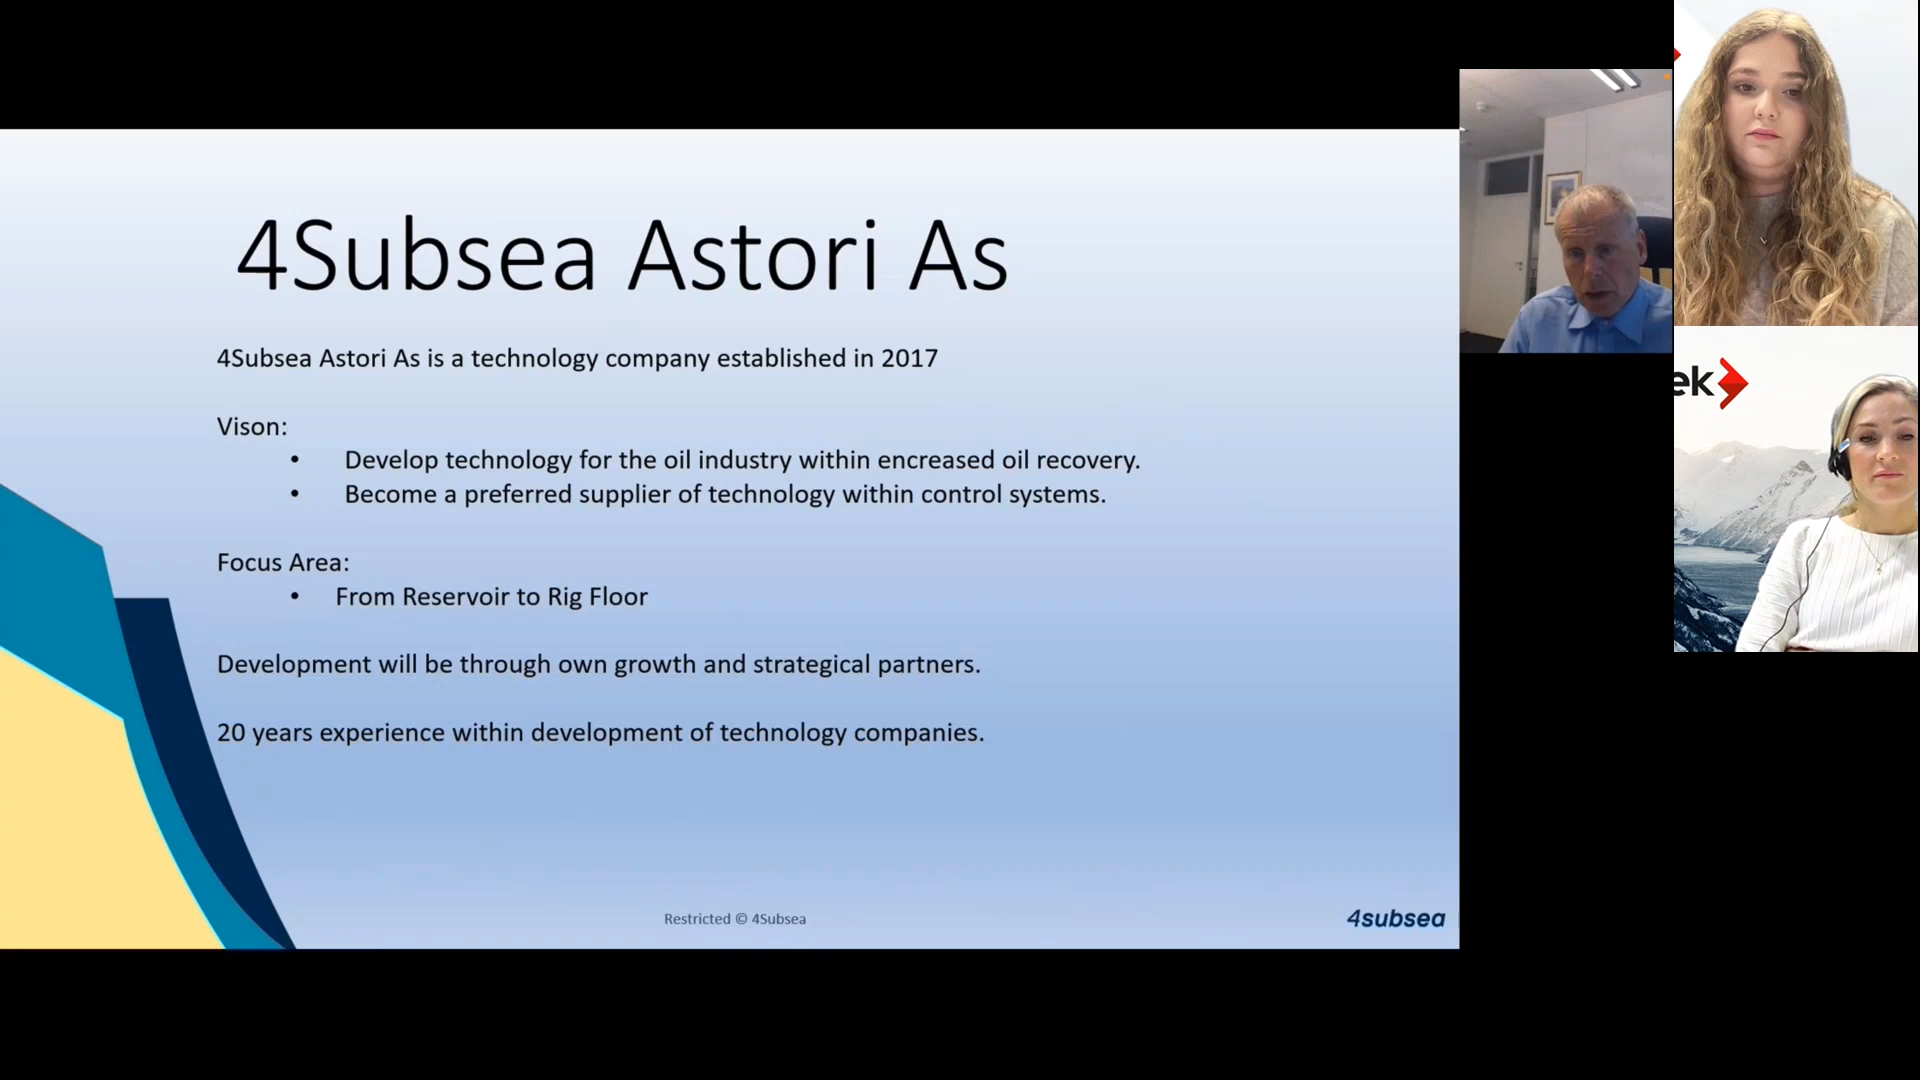 4Subsea Astori As
4Subsea Astori As is a technology company established in 2017
Vison:
• Develop technology for the oil industry within encreased oil recovery.
• Become a preferred supplier of technology within control systems.
Focus Area:
• From Reservoir to Rig Floor
Development will be through own growth and strategical partners.
20 years experience within development of technology companies.
Restricted © 4Subsea
4subsea
ek